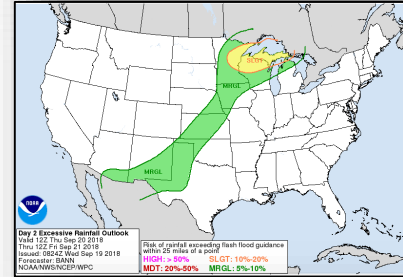 SLGT
MRGL
MRGL
noaa
Day 2 Excessive Rainfall Outlook
Valid 12Z Thu Sep 20 2018
Thru 12Z Fri Sep 21 2018
Issued: 0824Z Wed Sep 19 2018
Forecaster: BANN
NOAA/NWS/NCEP/WPC
Risk of rainfall exceeding flash flood guidance
within 25 miles of a point.
HIGH: > 50% SLGT: 10%-20%
MDT: 20%-50% MRGL: 5%-10%